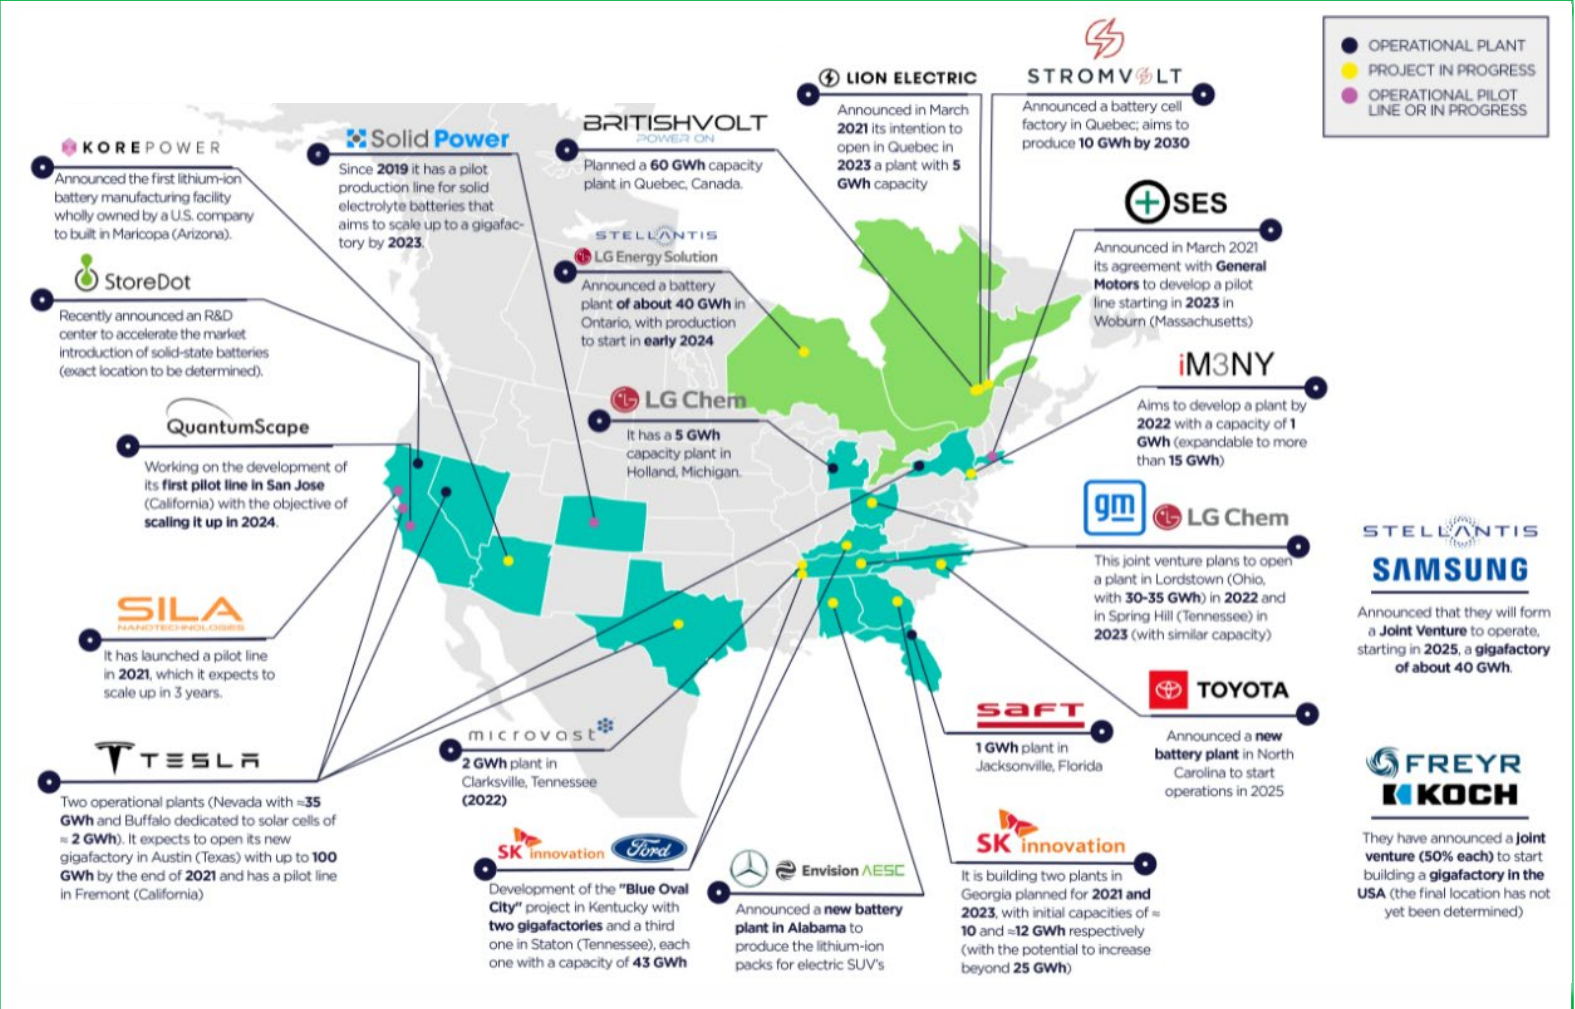 OPERATIONAL PLANT
PROJECT IN PROGRESS
OPERATIONAL PILOT
LINE OR IN PROGRESS
KOREPOWER
Announced the first lithium-ion
battery manufacturing facility
wholly owned by a U.S. company
to built in Maricopa (Arizona).
Solid Power
Since 2019 it has a pilot
production line for solid
electrolyte batteries that
aims to scale up to a gigafac-
tory by 2023.
BRITISHVOLT
POWER ON
Planned a 60 GWh capacity
plant in Quebec, Canada.
LION ELECTRIC
Announced in March
2021 its intention to
open in Quebec in
2023 a plant with 5
GWh capacity
STROMVOLT
Announced a battery cell
factory in Quebec; aims to
produce 10 GWh by 2030
SES
Announced in March 2021
its agreement with General
Motors to develop a pilot
line starting in 2023 in
Woburn (Massachusetts)
StoreDot
Recently announced an R&D
center to accelerate the market
introduction of solid-state batteries
(exact location to be determined).
STELLANTIS
LG Energy Solution
Announced a battery
plant of about 40 GWh in
Ontario, with production
to start in early 2024
iM3NY
Aims to develop a plant by
2022 with a capacity of 1
GWh (expandable to more
than 15 GWh)
LG Chem
It has a 5 GWh
capacity plant in
Holland, Michigan.
QuantumScape
Working on the development of
its first pilot line in San Jose
(California) with the objective of
scaling it up in 2024.
gm
LG Chem
This joint venture plans to open
a plant in Lordstown (Ohio,
with 30-35 GWh) in 2022 and
in Spring Hill (Tennessee) in
2023 (with similar capacity)
STELLANTIS
SAMSUNG
Announced that they will form
a Joint Venture to operate,
starting in 2025, a gigafactory
of about 40 GWh.
SILA
NANOTECHNOLOGIES
It has launched a pilot line
in 2021, which it expects to
scale up in 3 years.
TOYOTA
Announced a new
battery plant in North
Carolina to start
operations in 2025
saft
1 GWh plant in
Jacksonville, Florida
microvast
2 GWh plant in
Clarksville, Tennessee
(2022)
TESLA
Two operational plants (Nevada with ≈35
GWh and Buffalo dedicated to solar cells of
≈ 2 GWh). It expects to open its new
gigafactory in Austin (Texas) with up to 100
GWh by the end of 2021 and has a pilot line
in Fremont (California)
FREYR
KOCH
They have announced a joint
venture (50% each) to start
building a gigafactory in the
USA (the final location has not
yet been determined)
SK innovation
Ford
Development of the "Blue Oval
City" project in Kentucky with
two gigafactories and a third
one in Staton (Tennessee), each
one with a capacity of 43 GWh
Envision AESC
Announced a new battery
plant in Alabama to
produce the lithium-ion
packs for electric SUV's
SK innovation
It is building two plants in
Georgia planned for 2021 and
2023, with initial capacities of ≈
10 and ≈12 GWh respectively
(with the potential to increase
beyond 25 GWh)